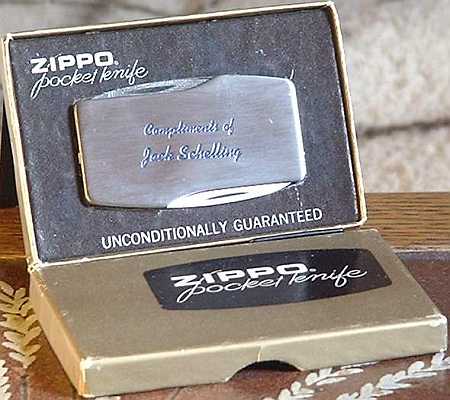 ZIPPO®
pocket knife
Compliments of
Jack Schelling
UNCONDITIONALLY GUARANTEED
ZIPPO®
pocket knife